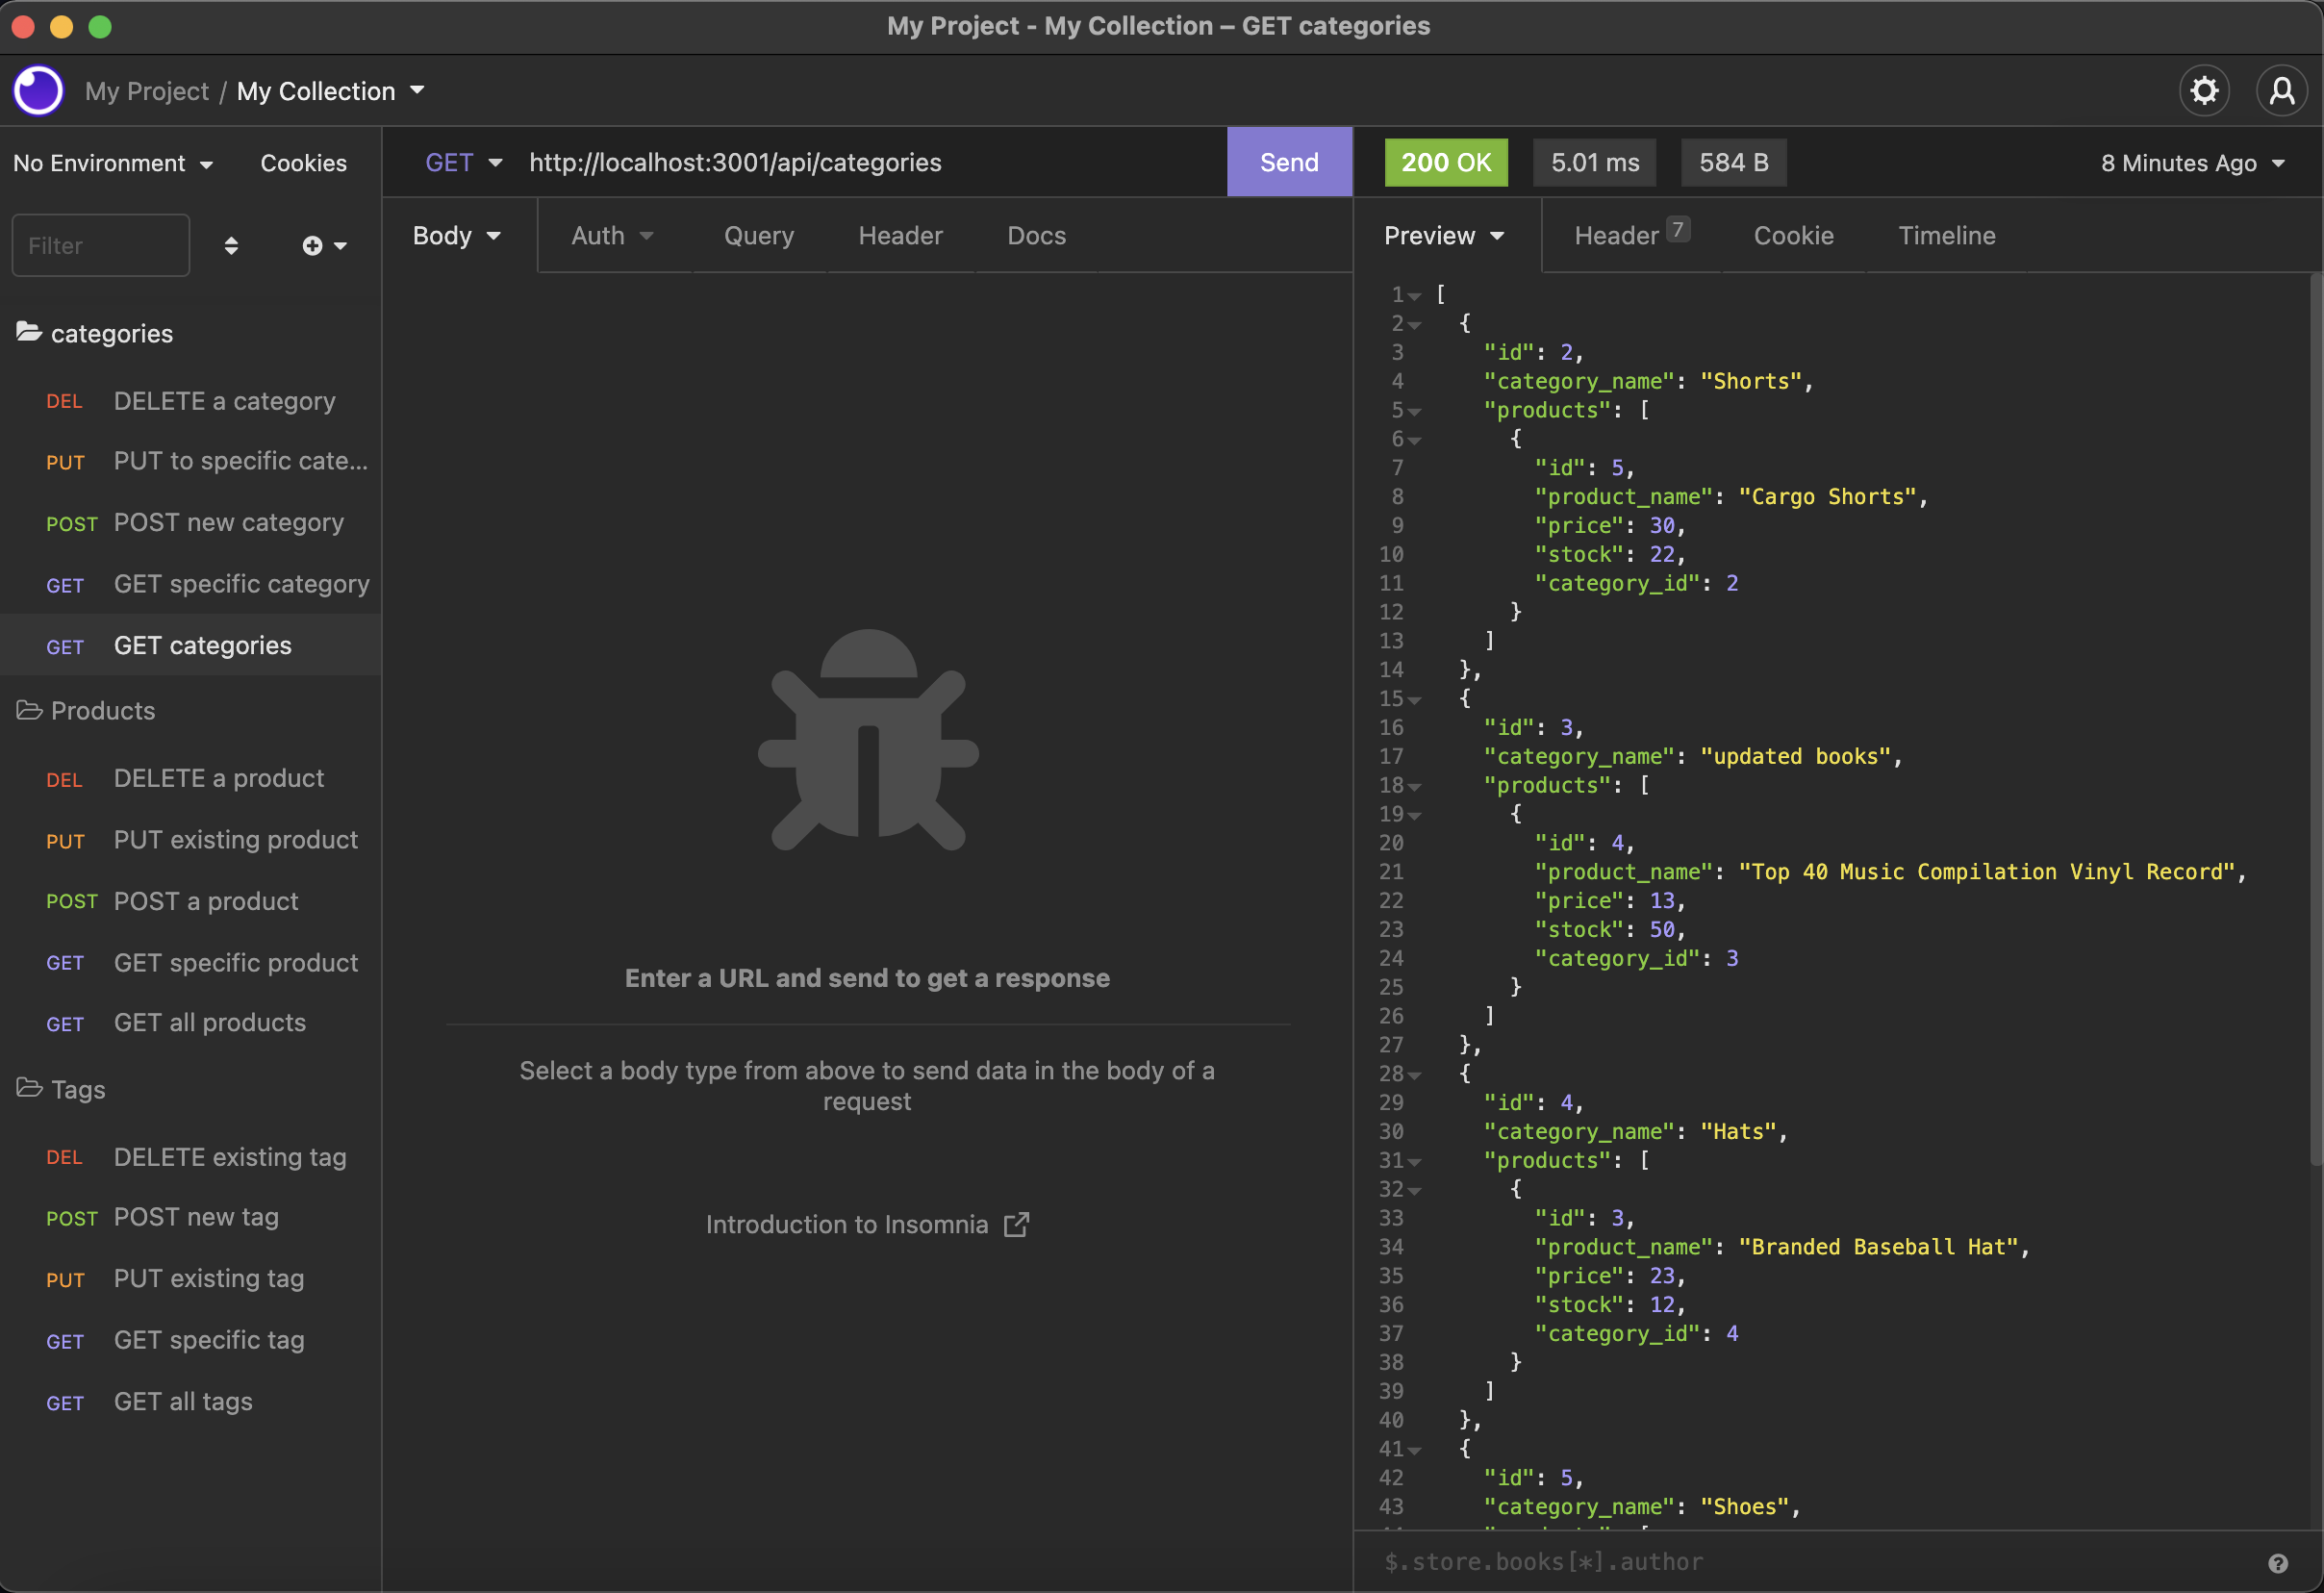 My Project - My Collection – GET categories
My Project / My Collection
No Environment Cookies
Filter
categories
DEL DELETE a category
PUT PUT to specific cate...
POST POST new category
GET GET specific category
GET GET categories
Products
DEL DELETE a product
PUT PUT existing product
POST POST a product
GET GET specific product
GET GET all products
Tags
DEL DELETE existing tag
POST POST new tag
PUT PUT existing tag
GET GET specific tag
GET GET all tags
GET http://localhost:3001/api/categories Send
Body Auth Query Header Docs
Enter a URL and send to get a response
Select a body type from above to send data in the body of a
request
Introduction to Insomnia
200 OK 5.01 ms 584 B 8 Minutes Ago
Preview Header 7 Cookie Timeline
1 [
2 {
3 "id": 2,
4 "category_name": "Shorts",
5 "products": [
6 {
7 "id": 5,
8 "product_name": "Cargo Shorts",
9 "price": 30,
10 "stock": 22,
11 "category_id": 2
12 }
13 ]
14 },
15 {
16 "id": 3,
17 "category_name": "updated books",
18 "products": [
19 {
20 "id": 4,
21 "product_name": "Top 40 Music Compilation Vinyl Record",
22 "price": 13,
23 "stock": 50,
24 "category_id": 3
25 }
26 ]
27 },
28 {
29 "id": 4,
30 "category_name": "Hats",
31 "products": [
32 {
33 "id": 3,
34 "product_name": "Branded Baseball Hat",
35 "price": 23,
36 "stock": 12,
37 "category_id": 4
38 }
39 ]
40 },
41 {
42 "id": 5,
43 "category_name": "Shoes",
$.store.books[*].author